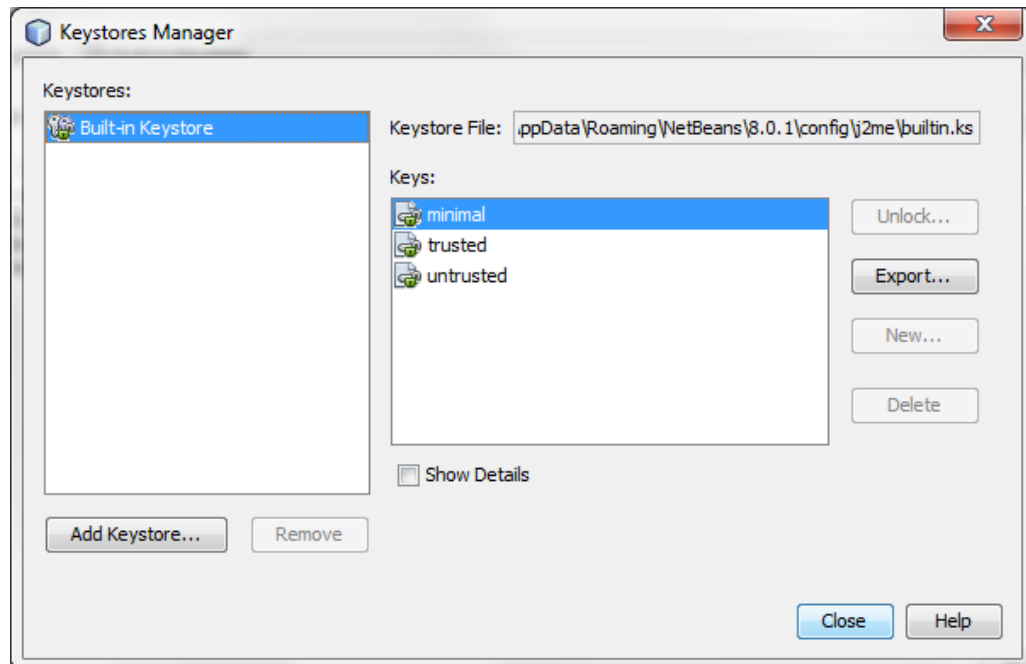 Keystores Manager
Keystores:
Built-in Keystore
Keystore File: .ppData\Roaming\NetBeans\8.0.1\config\j2me\builtin.ks
Keys:
minimal
trusted
untrusted
Unlock...
Export...
New...
Delete
Show Details
Add Keystore...
Remove
Close
Help